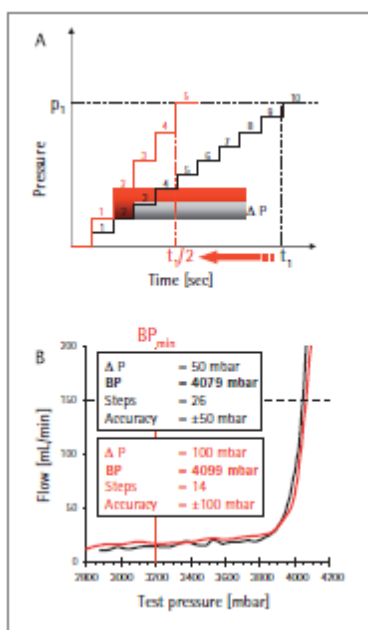 A
p1
5
10
4
9
8
3
7
6
2
5
4
1
3
2
Δ P
1
Pressure
t1/2
t1
Time [sec]
B
BPmin
200
Δ P = 50 mbar
BP = 4079 mbar
Steps = 26
Accuracy = ±50 mbar
150
Δ P = 100 mbar
BP = 4099 mbar
Steps = 14
Accuracy = ±100 mbar
100
50
0
Flow [mL/min]
2800 3000 3200 3400 3600 3800 4000 4200
Test pressure [mbar]